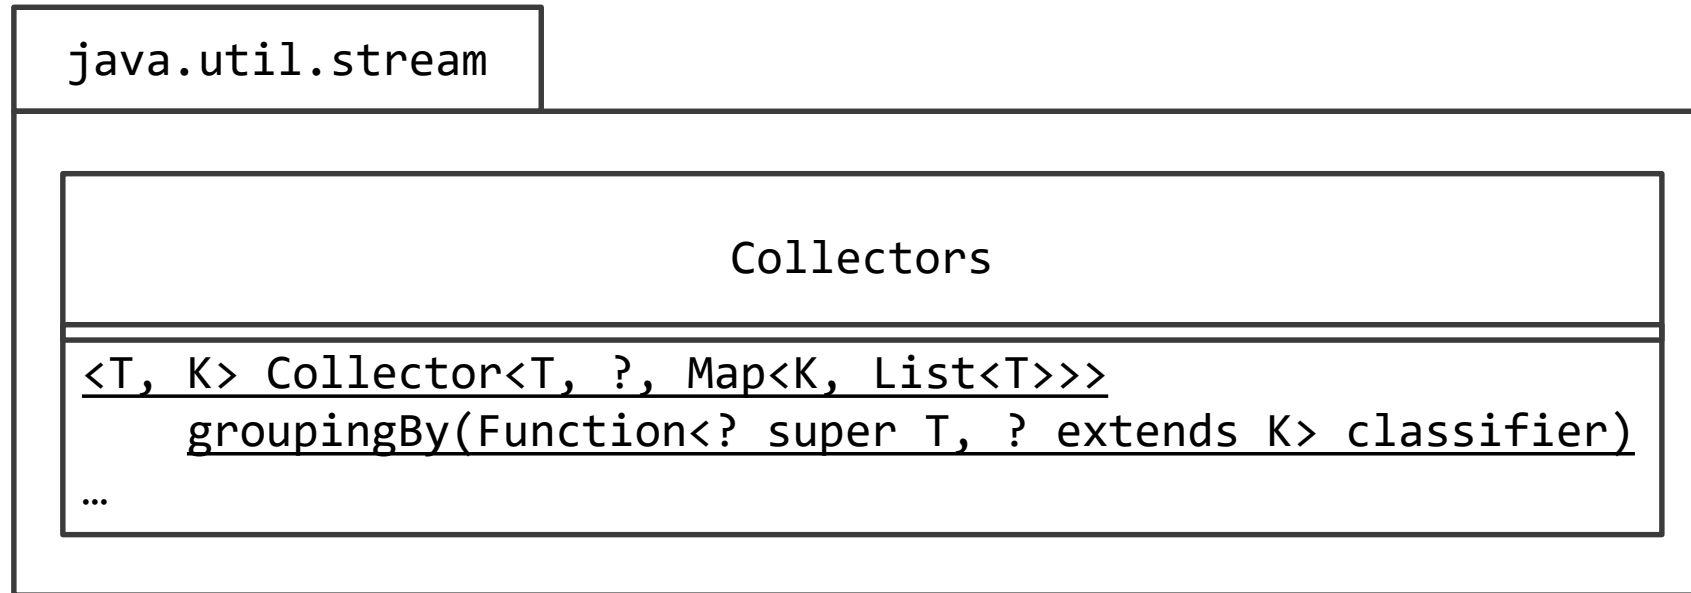 java.util.stream
Collectors
<T, K> Collector<T, ?, Map<K, List<T>>>
groupingBy(Function<? super T, ? extends K> classifier)
…